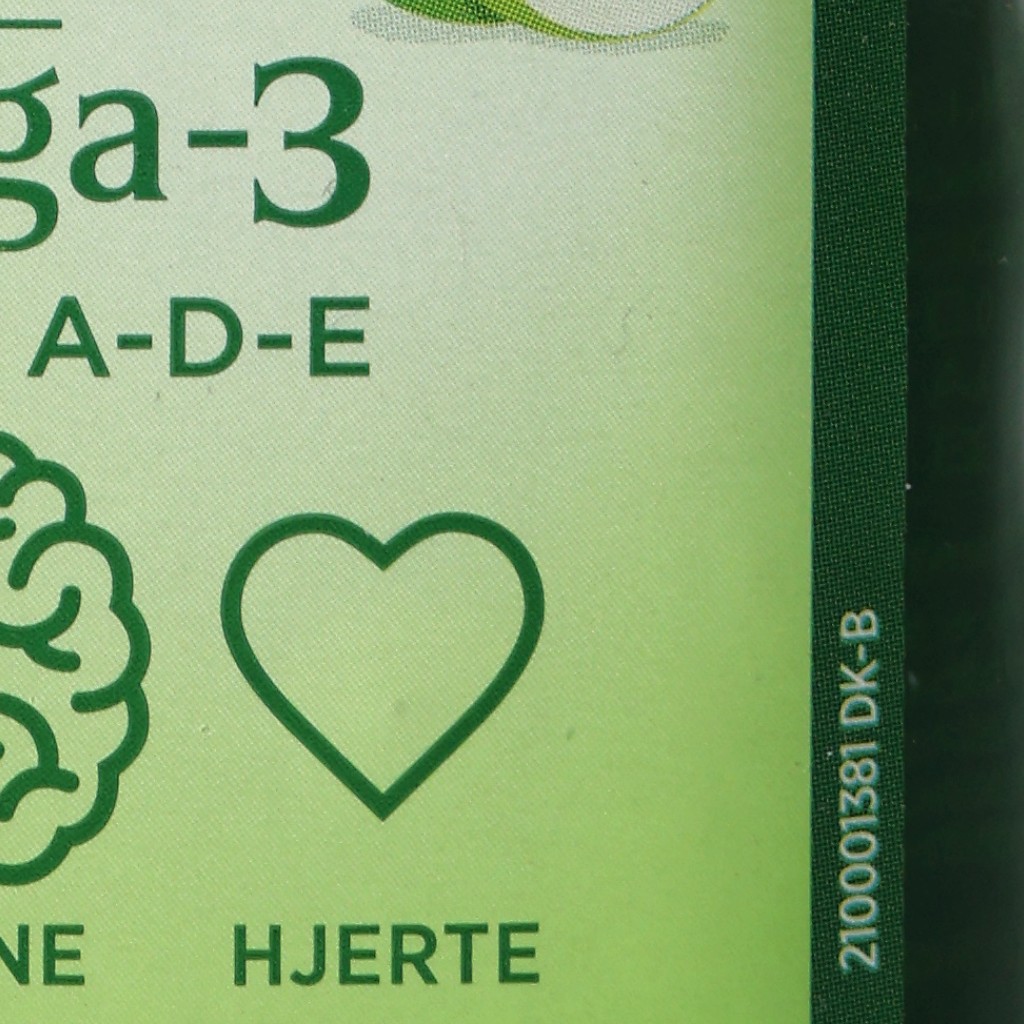 ga-3
A-D-E
NE
HJERTE
210001381 DK-B